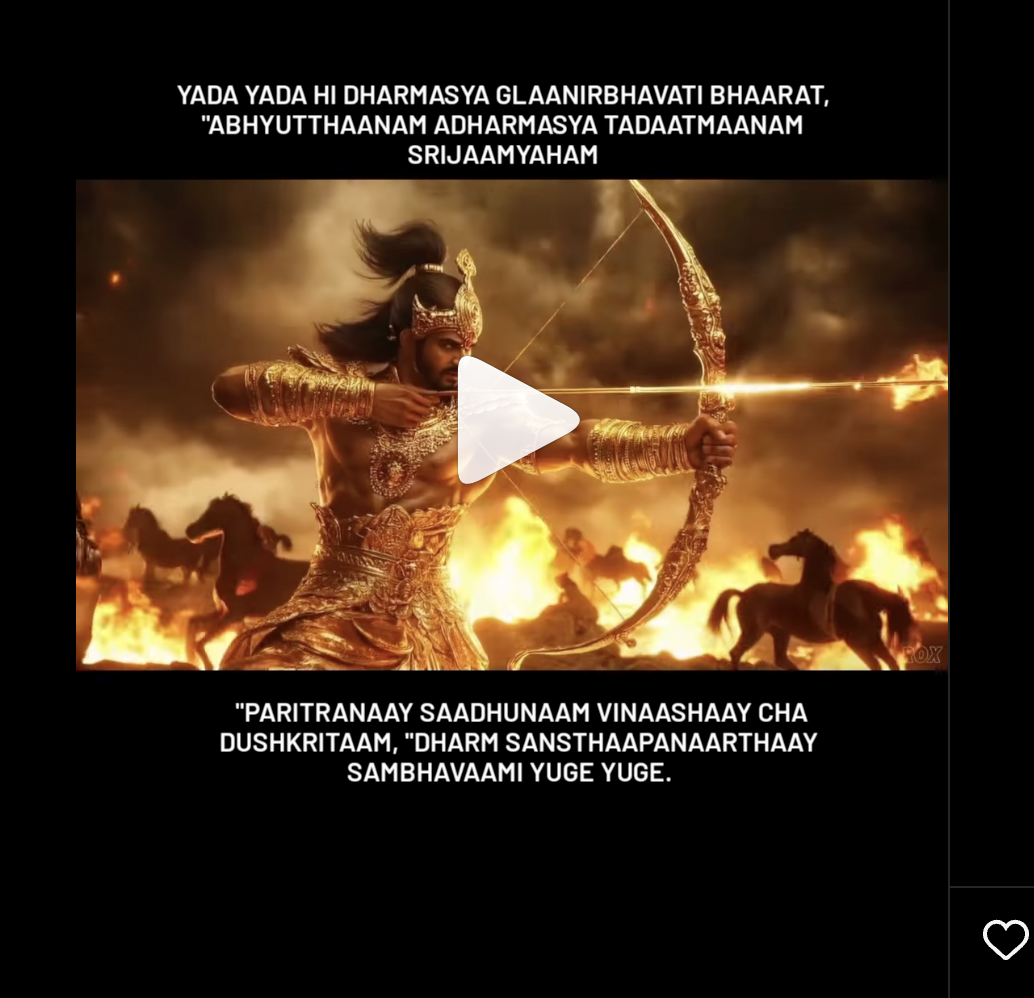 YADA YADA HI DHARMASYA GLAANIRBHAVATI BHAARAT,
"ABHYUTTHAANAM ADHARMASYA TADAATMAANAM
SRIJAAMYAHAM
ROX
"PARITRANAAY SAADHUNAAM VINAASHAAY CHA
DUSHKRITAAM, "DHARM SANSTHAAPANAARTHAAY
SAMBHAVAAMI YUGE YUGE.